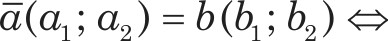 a̅(a₁; a₂) = b(b₁; b₂) ⇔